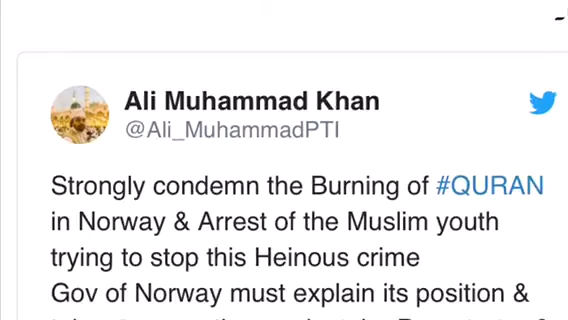 Ali Muhammad Khan
@Ali_MuhammadPTI
Strongly condemn the Burning of #QURAN
in Norway & Arrest of the Muslim youth
trying to stop this Heinous crime
Gov of Norway must explain its position &